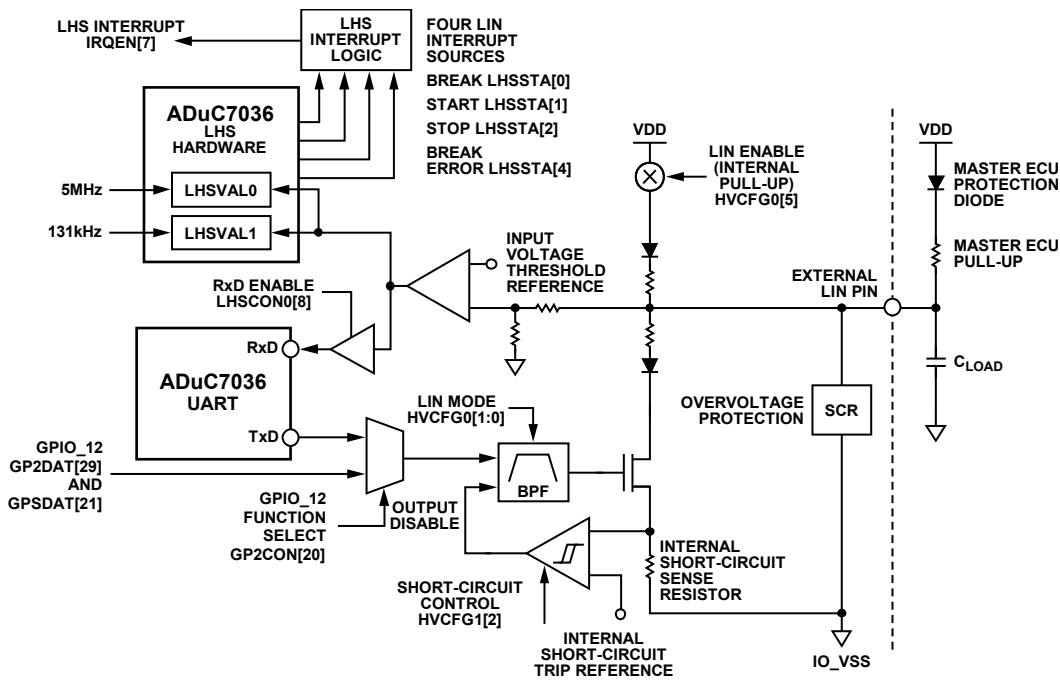 LHS INTERRUPT
IRQEN[7]
LHS
INTERRUPT
LOGIC
FOUR LIN
INTERRUPT
SOURCES
BREAK LHSSTA[0]
START LHSSTA[1]
STOP LHSSTA[2]
BREAK
ERROR LHSSTA[4]
ADuC7036
LHS
HARDWARE
5MHz
LHSVAL0
131kHz
LHSVAL1
VDD
LIN ENABLE
(INTERNAL
PULL-UP)
HVCFG0[5]
VDD
MASTER ECU
PROTECTION
DIODE
MASTER ECU
PULL-UP
INPUT
VOLTAGE
THRESHOLD
REFERENCE
EXTERNAL
LIN PIN
RxD ENABLE
LHSCON0[8]
RxD
ADuC7036
UART
TxD
CLOAD
OVERVOLTAGE
PROTECTION
SCR
LIN MODE
HVCFG0[1:0]
BPF
GPIO_12
GP2DAT[29]
AND
GPSDAT[21]
GPIO_12
FUNCTION
SELECT
GP2CON[20]
OUTPUT
DISABLE
INTERNAL
SHORT-CIRCUIT
SENSE
RESISTOR
SHORT-CIRCUIT
CONTROL
HVCFG1[2]
INTERNAL
SHORT-CIRCUIT
TRIP REFERENCE
IO_VSS